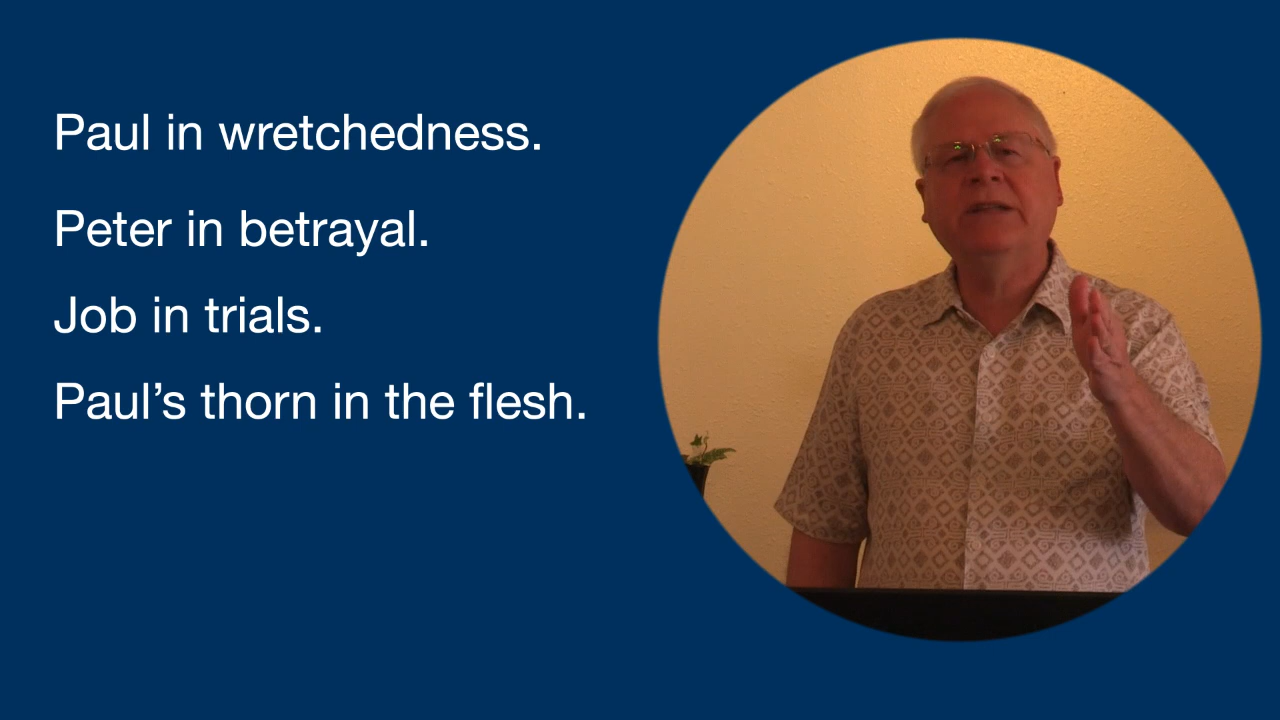 Paul in wretchedness.
Peter in betrayal.
Job in trials.
Paul’s thorn in the flesh.